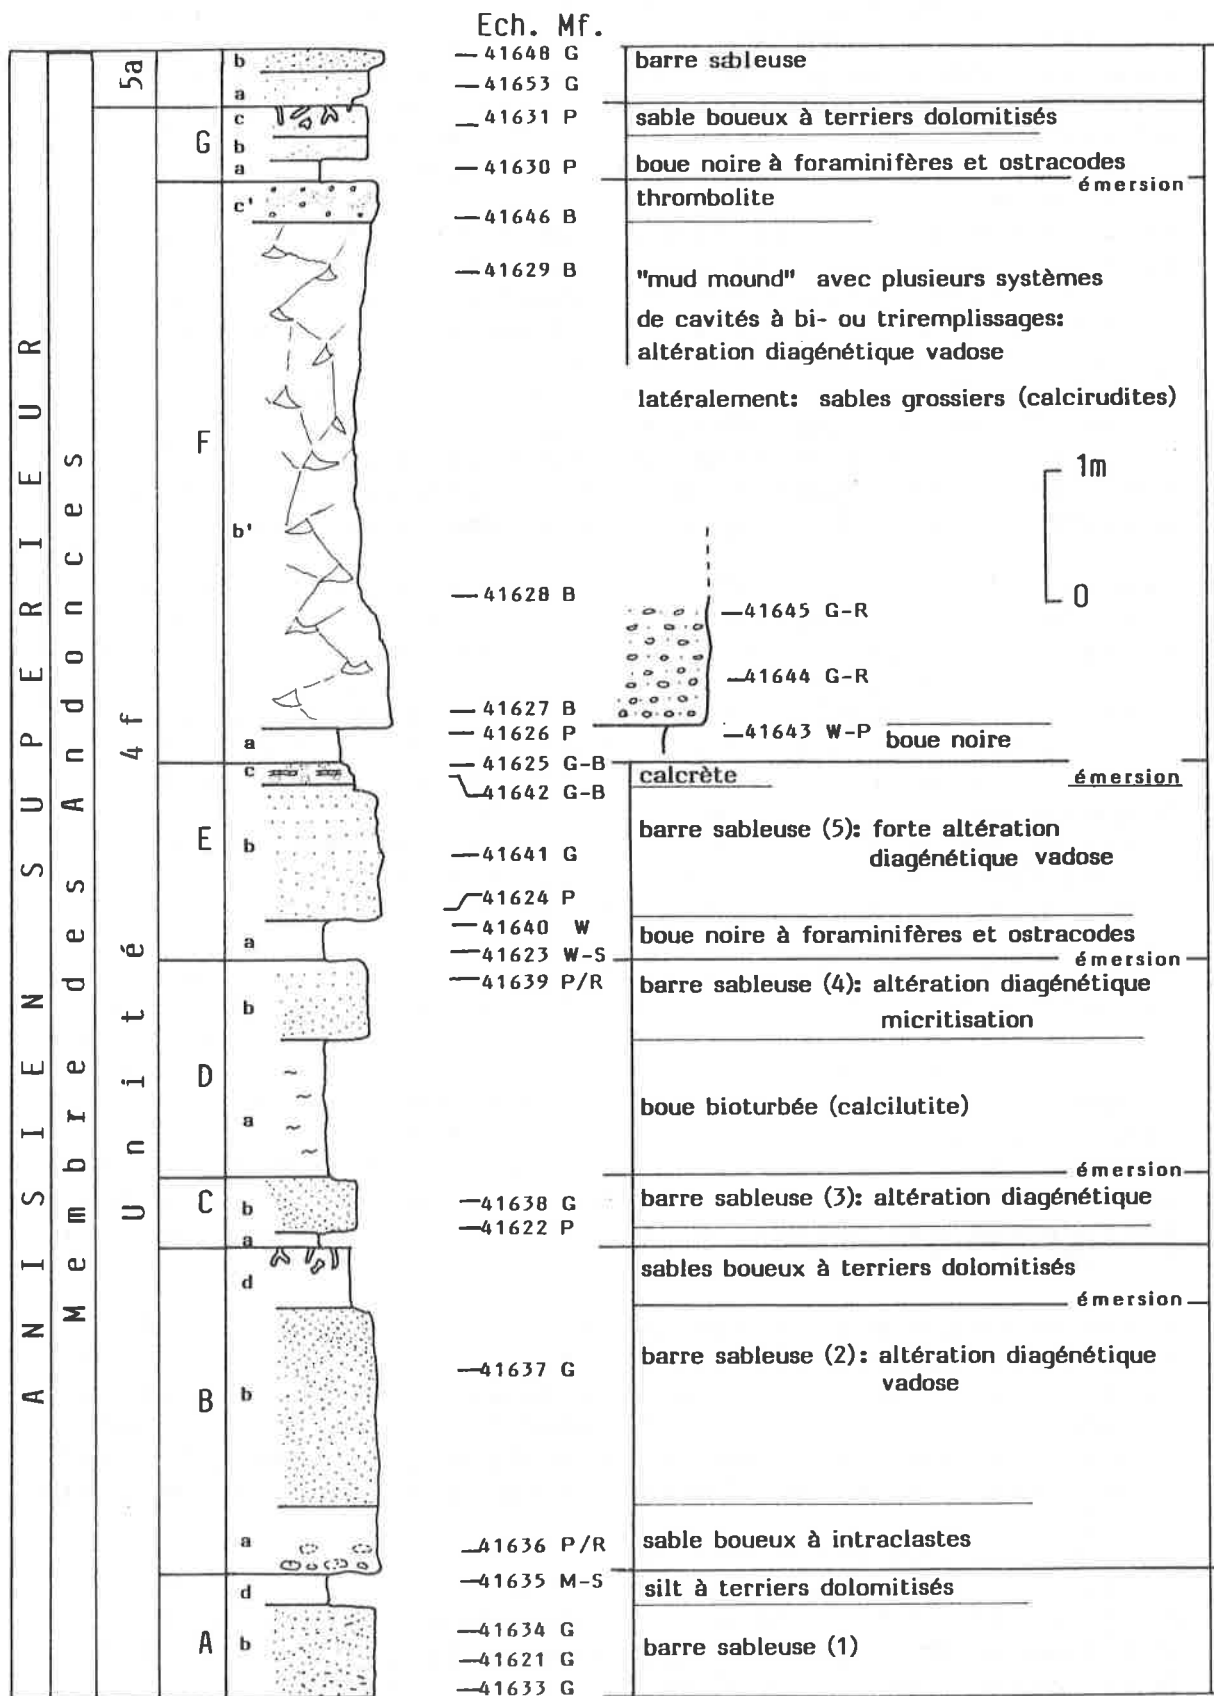 Ech. Mf.
ANISIEN SUPERIEUR
Membre des Andonces
5a
Unité 4f
b
41648 G
barre sableuse
a
41653 G
G
c
41631 P
sable boueux à terriers dolomitisés
b
a
41630 P
boue noire à foraminifères et ostracodes
émersion
F
c'
41646 B
thrombolite
41629 B
"mud mound" avec plusieurs systèmes
de cavités à bi- ou triremplissages:
altération diagénétique vadose
latéralement: sables grossiers (calcirudites)
1m
0
b'
41628 B
41645 G-R
41644 G-R
41627 B
41626 P
41643 W-P
boue noire
a
41625 G-B
E
c
calcrète
émersion
41642 G-B
b
barre sableuse (5): forte altération
diagénétique vadose
41641 G
41624 P
41640 W
a
boue noire à foraminifères et ostracodes
41623 W-S
émersion
41639 P/R
D
b
barre sableuse (4): altération diagénétique
micritisation
a
boue bioturbée (calcilutite)
émersion
C
b
41638 G
barre sableuse (3): altération diagénétique
41622 P
a
B
d
sables boueux à terriers dolomitisés
émersion
b
41637 G
barre sableuse (2): altération diagénétique
vadose
a
41636 P/R
sable boueux à intraclastes
A
d
41635 M-S
silt à terriers dolomitisés
b
41634 G
barre sableuse (1)
41621 G
41633 G